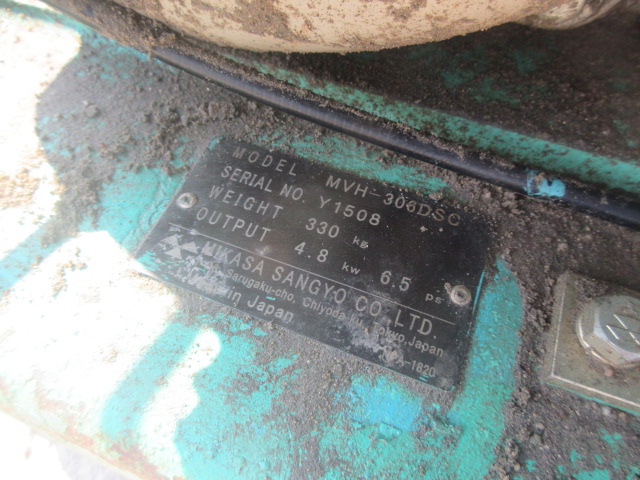 MODEL MVH-306DSC
SERIAL NO. Y1508
WEIGHT 330 kg
OUTPUT 4.8 kw 6.5 ps
MIKASA SANGYO CO.,LTD.
Sarugaku-cho, Chiyoda-ku, Tokyo, Japan
in Japan
-1620